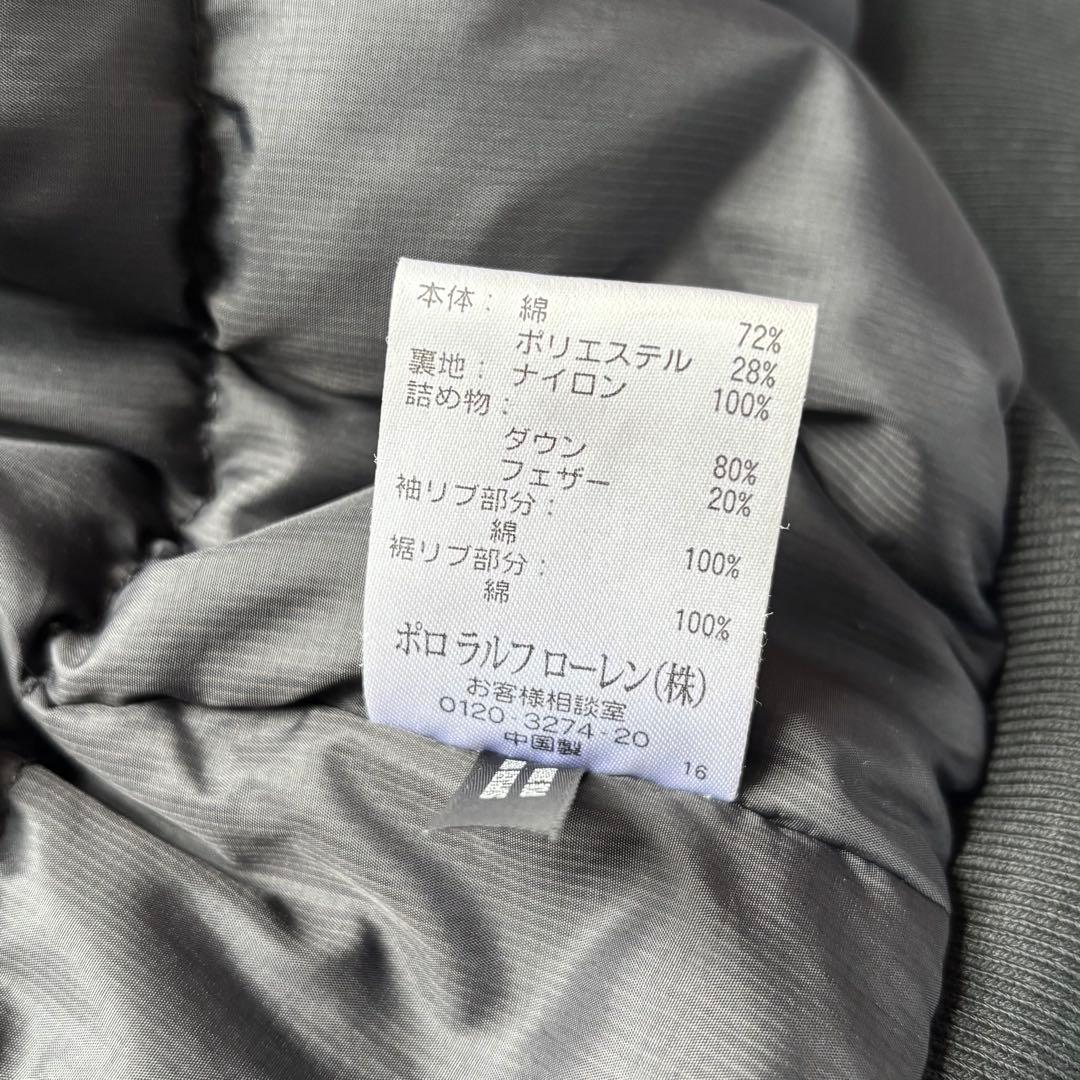 本体： 綿 72%
ポリエステル 28%
裏地： ナイロン 100%
詰め物：
ダウン 80%
フェザー 20%
袖リブ部分：
綿 100%
裾リブ部分：
綿 100%
ポロ ラルフ ローレン(株)
お客様相談室
0120-3274-20
中国製
16